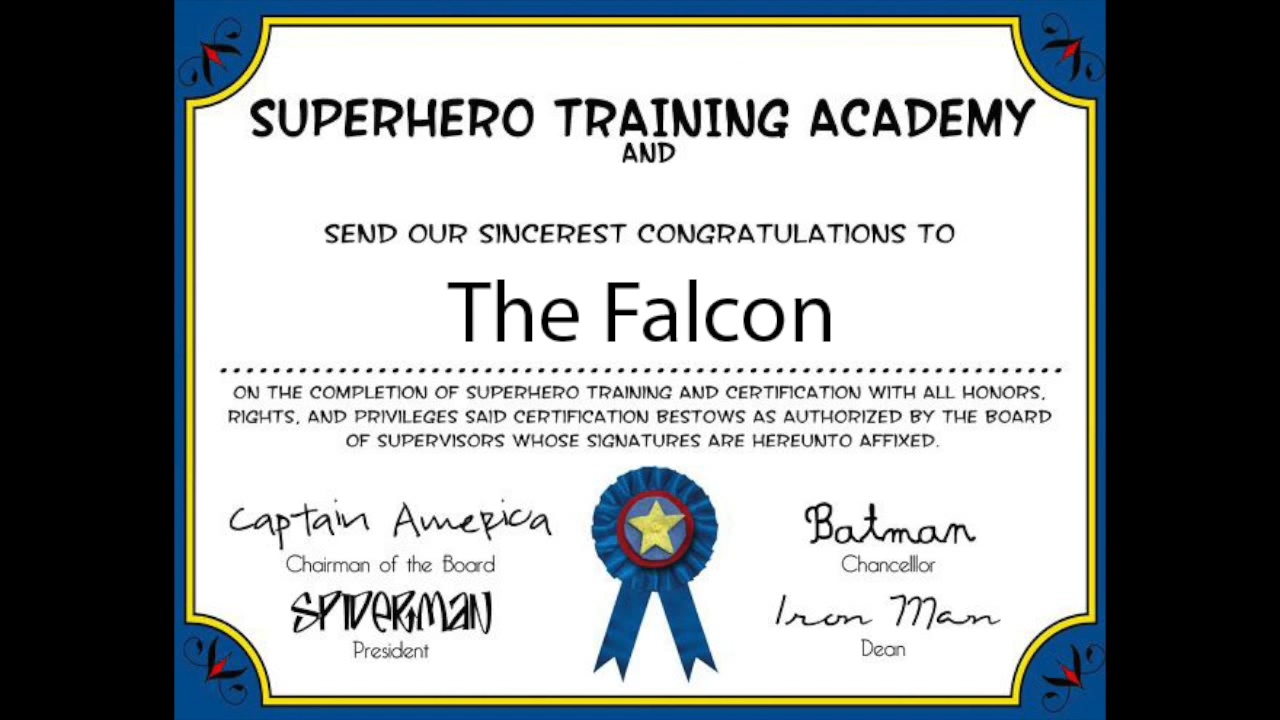 SUPERHERO TRAINING ACADEMY
AND
SEND OUR SINCEREST CONGRATULATIONS TO
The Falcon
ON THE COMPLETION OF SUPERHERO TRAINING AND CERTIFICATION WITH ALL HONORS,
RIGHTS, AND PRIVILEGES SAID CERTIFICATION BESTOWS AS AUTHORIZED BY THE BOARD
OF SUPERVISORS WHOSE SIGNATURES ARE HEREUNTO AFFIXED.
Captain America
Chairman of the Board
Batman
Chancelllor
SPIDERMAN
President
Iron Man
Dean